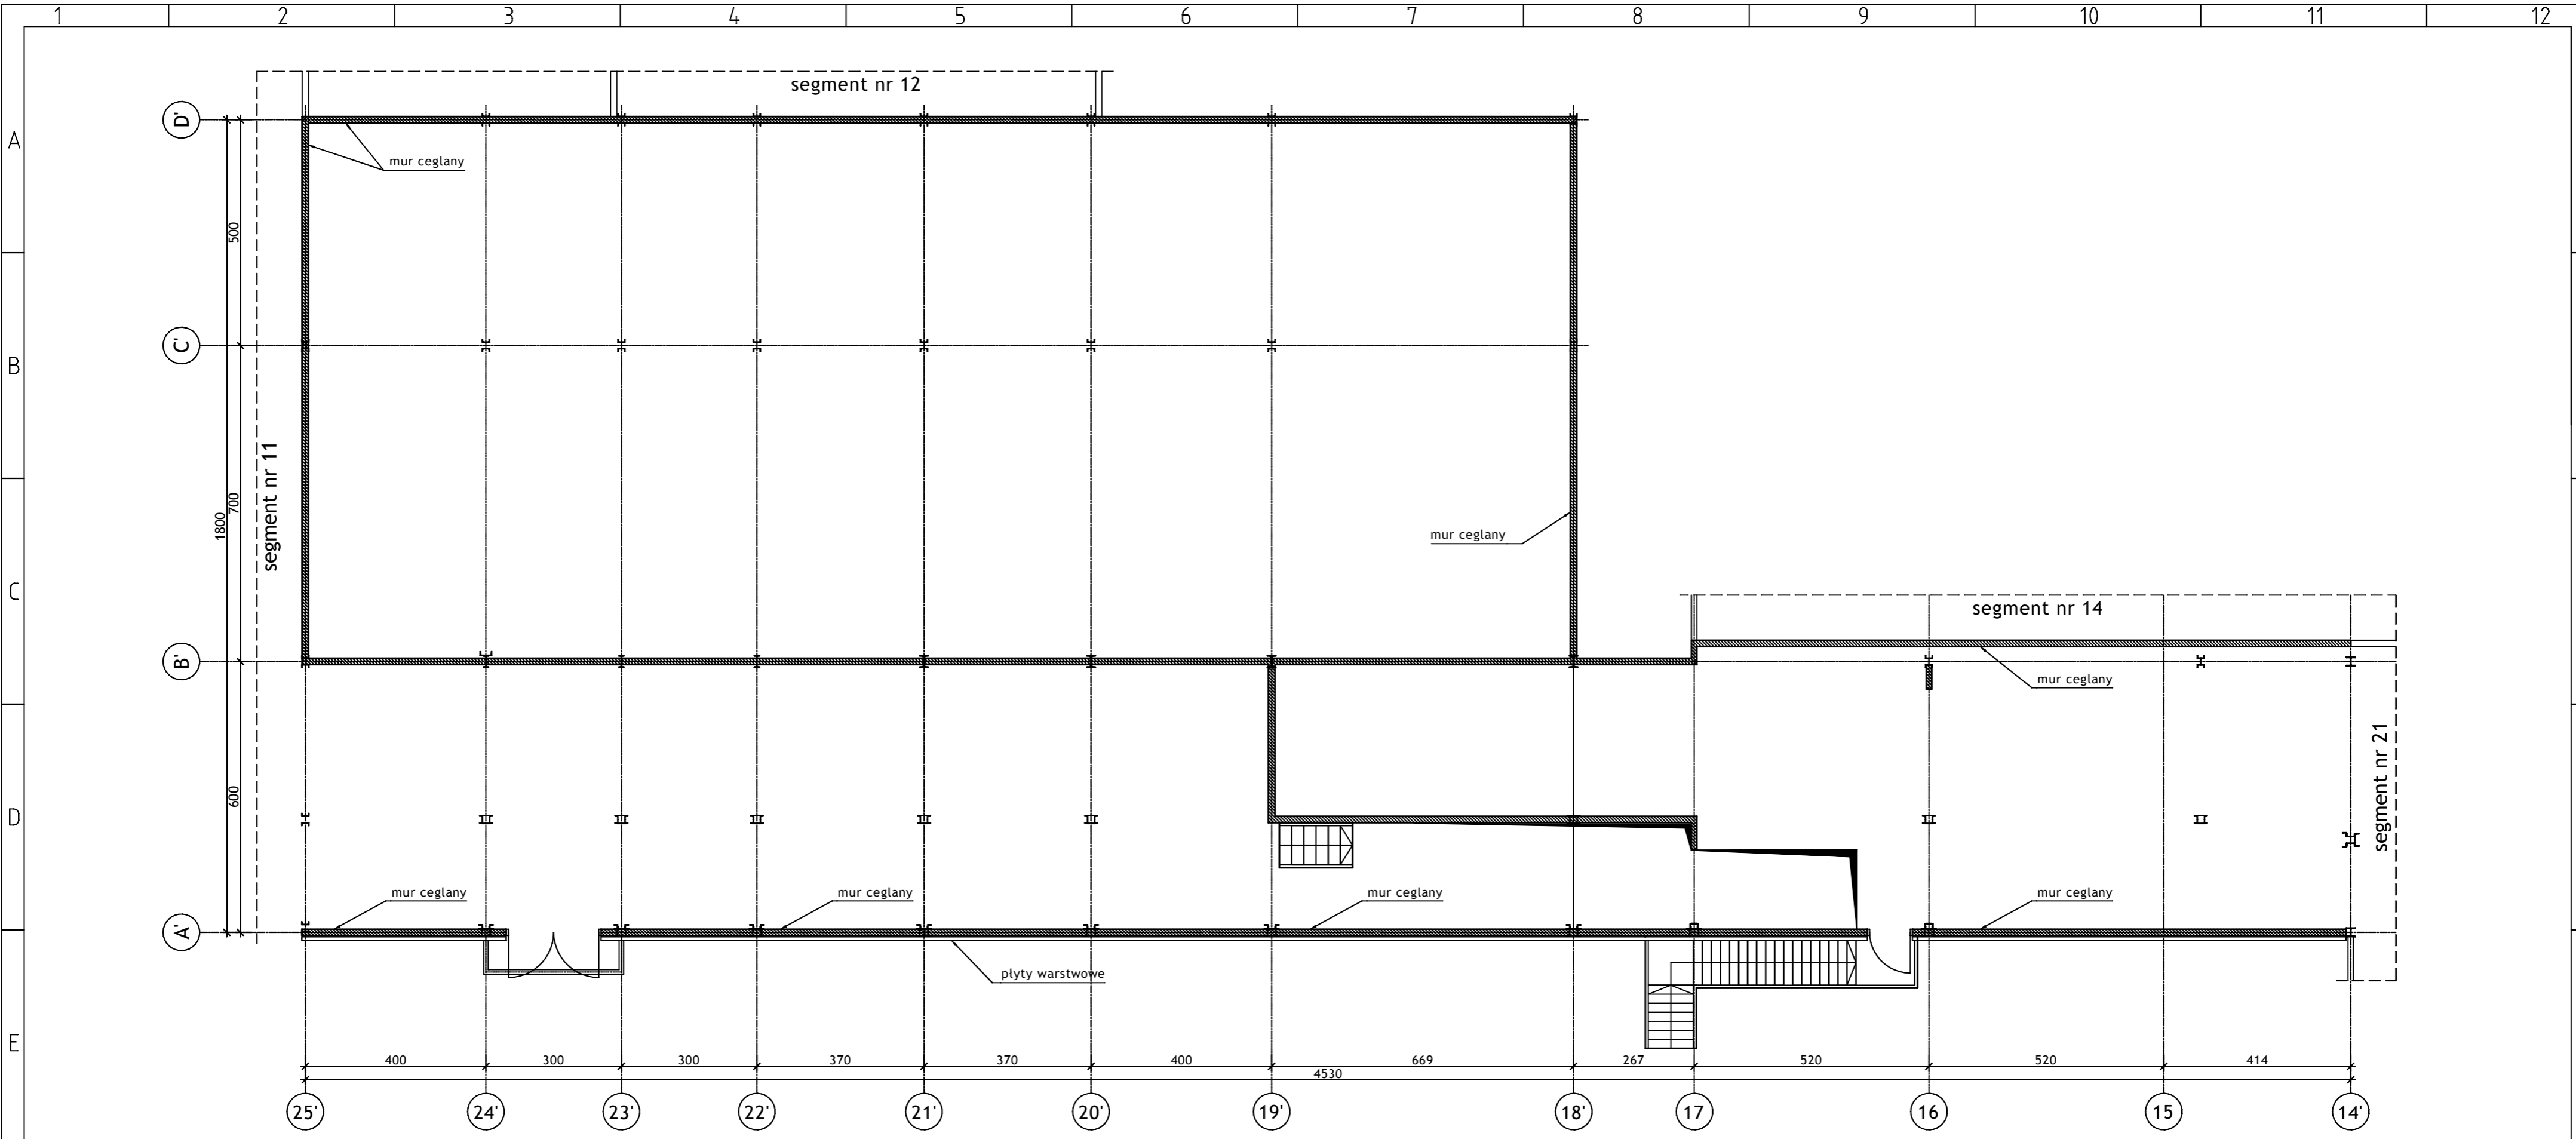 1 2 3 4 5 6 7 8 9 10 11 12
segment nr 12
D'
A
mur ceglany
500
C'
B
segment nr 11
700
1800
mur ceglany
C
segment nr 14
B'
mur ceglany
segment nr 21
600
D
mur ceglany mur ceglany mur ceglany mur ceglany
A'
płyty warstwowe
E
400 300 300 370 370 400 669 267 520 520 414
4530
25' 24' 23' 22' 21' 20' 19' 18' 17 16 15 14'